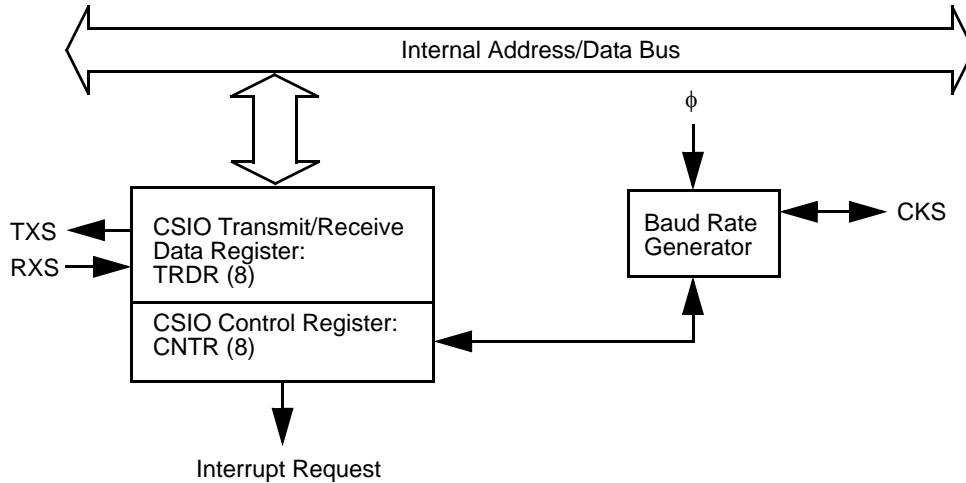 Internal Address/Data Bus
ϕ
TXS
RXS
CSIO Transmit/Receive
Data Register:
TRDR (8)
CSIO Control Register:
CNTR (8)
Baud Rate
Generator
CKS
Interrupt Request